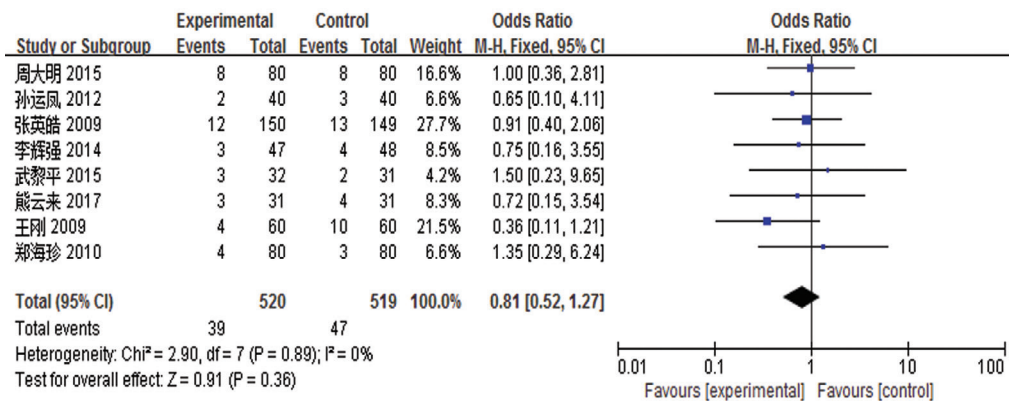 Experimental Control Odds Ratio Odds Ratio
Study or Subgroup Events Total Events Total Weight M-H, Fixed, 95% CI M-H, Fixed, 95% CI
周大明 2015 8 80 8 80 16.6% 1.00 [0.36, 2.81]
孙运凤 2012 2 40 3 40 6.6% 0.65 [0.10, 4.11]
张英皓 2009 12 150 13 149 27.7% 0.91 [0.40, 2.06]
李辉强 2014 3 47 4 48 8.5% 0.75 [0.16, 3.55]
武黎平 2015 3 32 2 31 4.2% 1.50 [0.23, 9.65]
熊云来 2017 3 31 4 31 8.3% 0.72 [0.15, 3.54]
王刚 2009 4 60 10 60 21.5% 0.36 [0.11, 1.21]
郑海珍 2010 4 80 3 80 6.6% 1.35 [0.29, 6.24]
Total (95% CI) 520 519 100.0% 0.81 [0.52, 1.27]
Total events 39 47
Heterogeneity: Chi² = 2.90, df = 7 (P = 0.89); I² = 0%
Test for overall effect: Z = 0.91 (P = 0.36)
0.01 0.1 1 10 100
Favours [experimental] Favours [control]